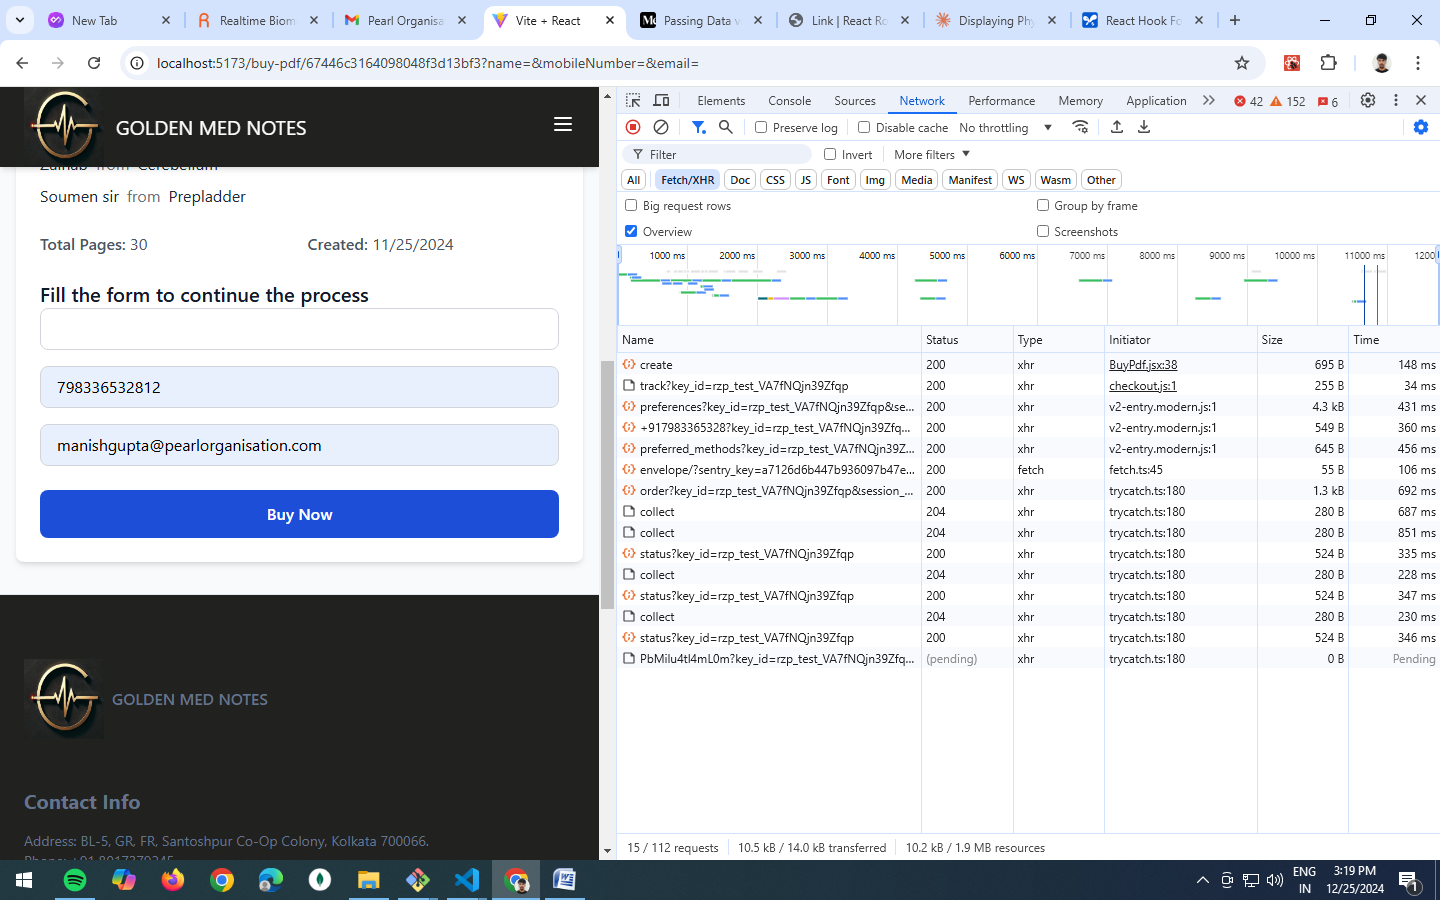 New Tab
Realtime Biom
Pearl Organisa
Vite + React
Passing Data v
Link | React Ro
Displaying Phy
React Hook Fo
localhost:5173/buy-pdf/67446c3164098048f3d13bf3?name=&mobileNumber=&email=
GOLDEN MED NOTES
Zainab from Cerebellum
Soumen sir from Prepladder
Total Pages: 30
Created: 11/25/2024
Fill the form to continue the process
798336532812
manishgupta@pearlorganisation.com
Buy Now
GOLDEN MED NOTES
Contact Info
Address: BL-5, GR, FR, Santoshpur Co-Op Colony, Kolkata 700066.
Elements Console Sources Network Performance Memory Application 42 152 6
Preserve log Disable cache No throttling
Filter Invert More filters
All Fetch/XHR Doc CSS JS Font Img Media Manifest WS Wasm Other
Big request rows Group by frame
Overview Screenshots
1000 ms 2000 ms 3000 ms 4000 ms 5000 ms 6000 ms 7000 ms 8000 ms 9000 ms 10000 ms 11000 ms 1200
Name Status Type Initiator Size Time
create 200 xhr BuyPdf.jsx:38 695 B 148 ms
track?key_id=rzp_test_VA7fNQjn39Zfqp 200 xhr checkout.js:1 255 B 34 ms
preferences?key_id=rzp_test_VA7fNQjn39Zfqp&se... 200 xhr v2-entry.modern.js:1 4.3 kB 431 ms
+917983365328?key_id=rzp_test_VA7fNQjn39Zfq... 200 xhr v2-entry.modern.js:1 549 B 360 ms
preferred_methods?key_id=rzp_test_VA7fNQjn39Z... 200 xhr v2-entry.modern.js:1 645 B 456 ms
envelope/?sentry_key=a7126d6b447b936097b47e... 200 fetch fetch.ts:45 55 B 106 ms
order?key_id=rzp_test_VA7fNQjn39Zfqp&session_... 200 xhr trycatch.ts:180 1.3 kB 692 ms
collect 204 xhr trycatch.ts:180 280 B 687 ms
collect 204 xhr trycatch.ts:180 280 B 851 ms
status?key_id=rzp_test_VA7fNQjn39Zfqp 200 xhr trycatch.ts:180 524 B 335 ms
collect 204 xhr trycatch.ts:180 280 B 228 ms
status?key_id=rzp_test_VA7fNQjn39Zfqp 200 xhr trycatch.ts:180 524 B 347 ms
collect 204 xhr trycatch.ts:180 280 B 230 ms
status?key_id=rzp_test_VA7fNQjn39Zfqp 200 xhr trycatch.ts:180 524 B 346 ms
PbMilu4tl4mL0m?key_id=rzp_test_VA7fNQjn39Zfq... (pending) xhr trycatch.ts:180 0 B Pending
15 / 112 requests 10.5 kB / 14.0 kB transferred 10.2 kB / 1.9 MB resources
ENG
IN
3:19 PM
12/25/2024
1